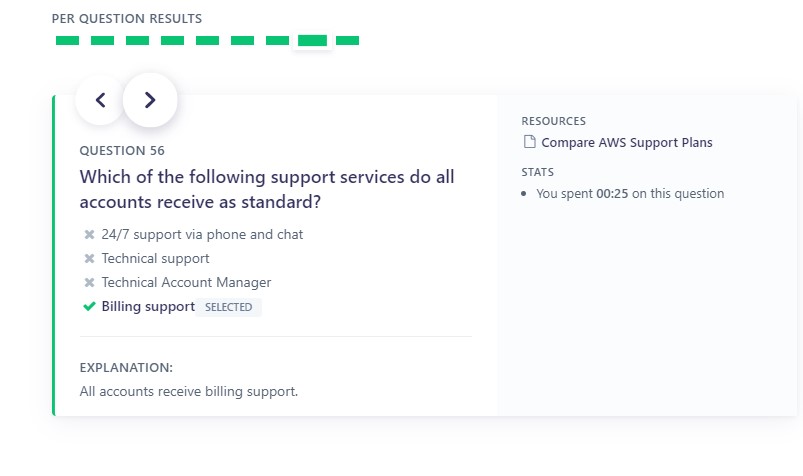 PER QUESTION RESULTS
QUESTION 56
Which of the following support services do all
accounts receive as standard?
24/7 support via phone and chat
Technical support
Technical Account Manager
Billing support SELECTED
EXPLANATION:
All accounts receive billing support.
RESOURCES
Compare AWS Support Plans
STATS
You spent 00:25 on this question